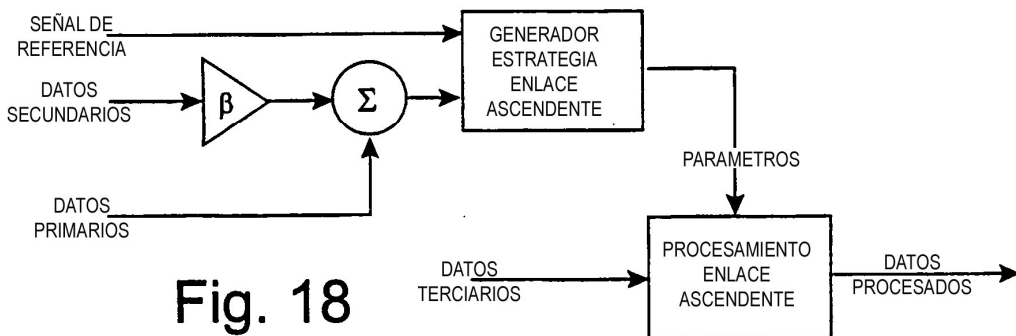 SEÑAL DE
REFERENCIA
GENERADOR
ESTRATEGIA
ENLACE
ASCENDENTE
DATOS
SECUNDARIOS
β
Σ
PARAMETROS
DATOS
PRIMARIOS
PROCESAMIENTO
ENLACE
ASCENDENTE
DATOS
TERCIARIOS
DATOS
PROCESADOS
Fig. 18